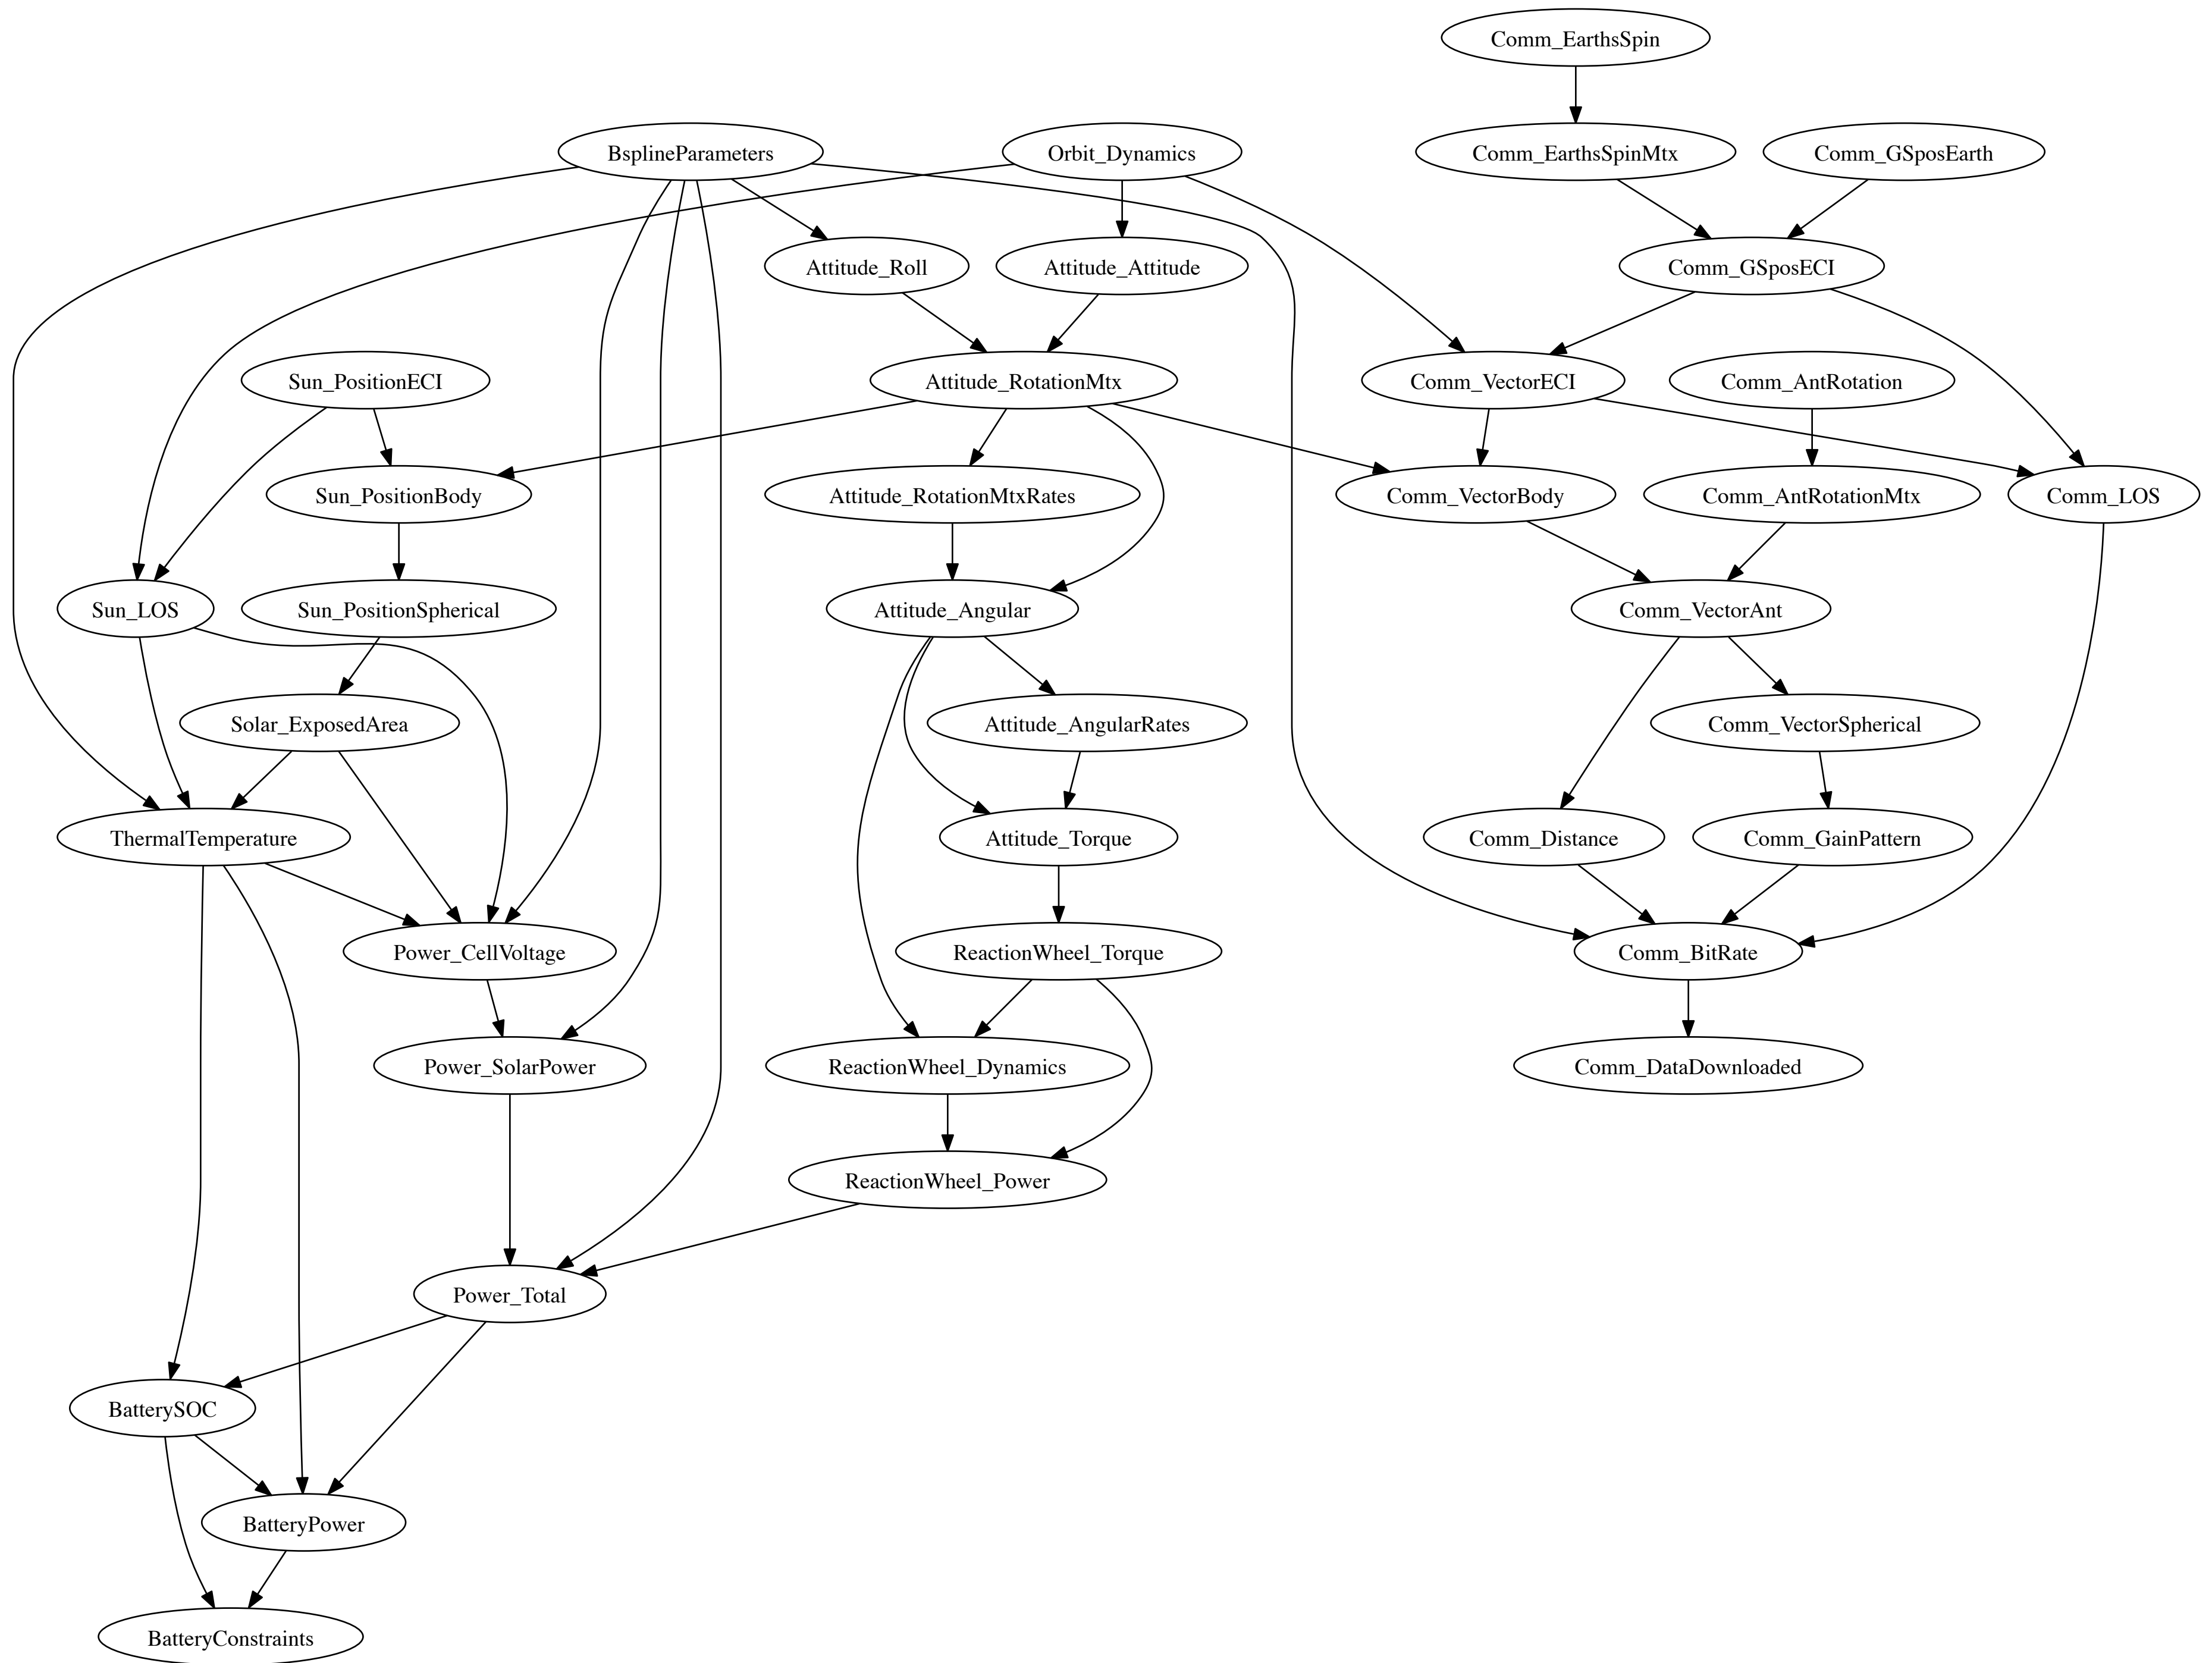 Comm_EarthsSpin
BsplineParameters
Orbit_Dynamics
Comm_EarthsSpinMtx
Comm_GSposEarth
Attitude_Roll
Attitude_Attitude
Comm_GSposECI
Sun_PositionECI
Attitude_RotationMtx
Comm_VectorECI
Comm_AntRotation
Sun_PositionBody
Attitude_RotationMtxRates
Comm_VectorBody
Comm_AntRotationMtx
Comm_LOS
Sun_LOS
Sun_PositionSpherical
Attitude_Angular
Comm_VectorAnt
Solar_ExposedArea
Attitude_AngularRates
Comm_VectorSpherical
ThermalTemperature
Attitude_Torque
Comm_Distance
Comm_GainPattern
Power_CellVoltage
ReactionWheel_Torque
Comm_BitRate
Power_SolarPower
ReactionWheel_Dynamics
Comm_DataDownloaded
ReactionWheel_Power
Power_Total
BatterySOC
BatteryPower
BatteryConstraints